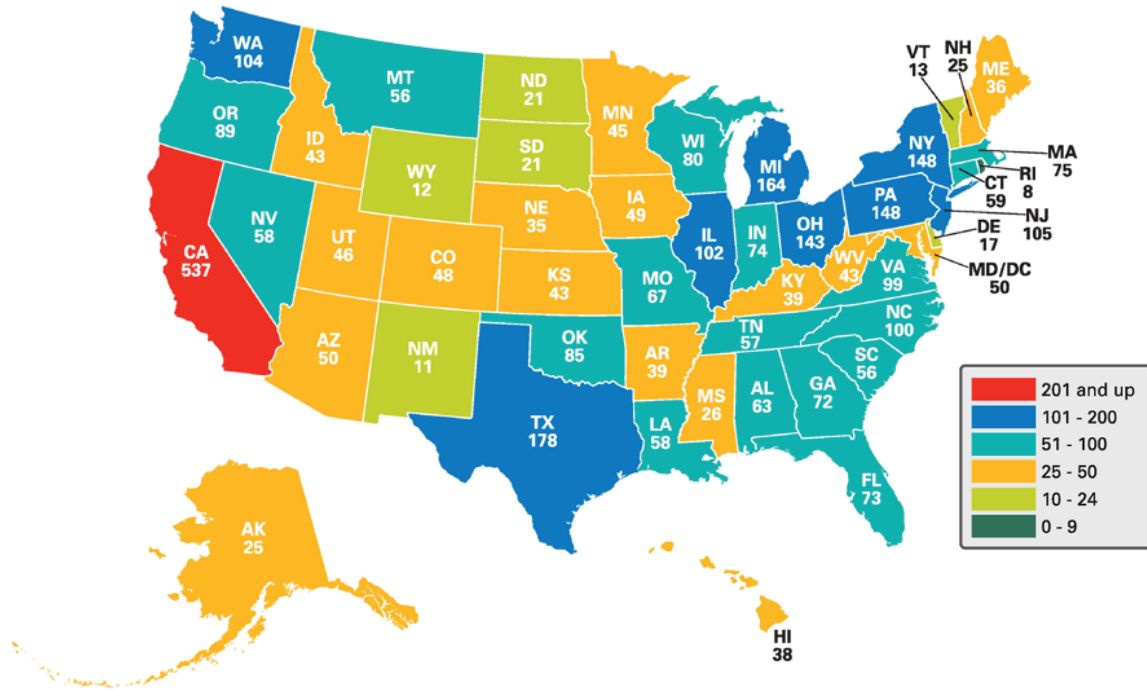 WA
104
OR
89
CA
537
NV
58
ID
43
MT
56
WY
12
UT
46
AZ
50
CO
48
NM
11
ND
21
SD
21
NE
35
KS
43
OK
85
TX
178
MN
45
IA
49
MO
67
AR
39
LA
58
WI
80
IL
102
MI
164
IN
74
OH
143
KY
39
TN
57
MS
26
AL
63
GA
72
FL
73
SC
56
NC
100
VA
99
WV
43
PA
148
NY
148
VT
13
NH
25
ME
36
MA
75
RI
8
CT
59
NJ
105
DE
17
MD/DC
50
AK
25
HI
38
201 and up
101 - 200
51 - 100
25 - 50
10 - 24
0 - 9